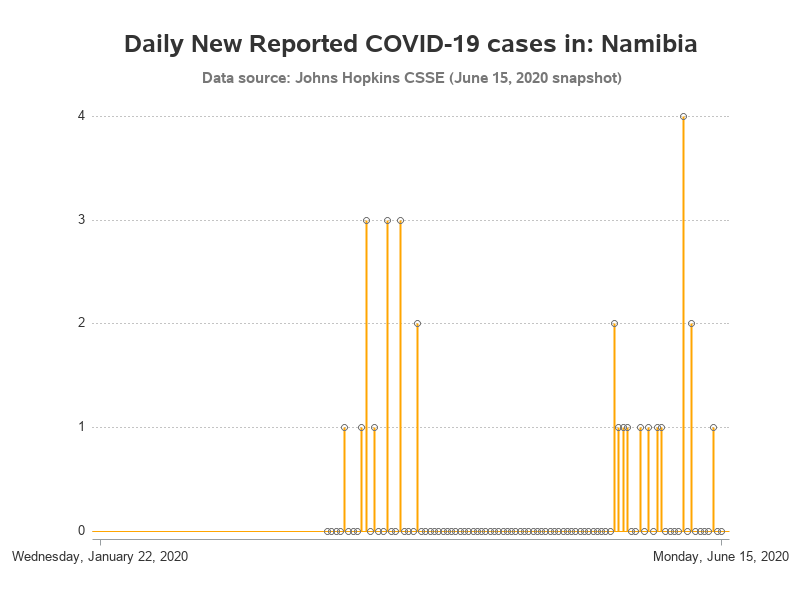 Daily New Reported COVID-19 cases in: Namibia
Data source: Johns Hopkins CSSE (June 15, 2020 snapshot)
4
3
2
1
0
Wednesday, January 22, 2020
Monday, June 15, 2020